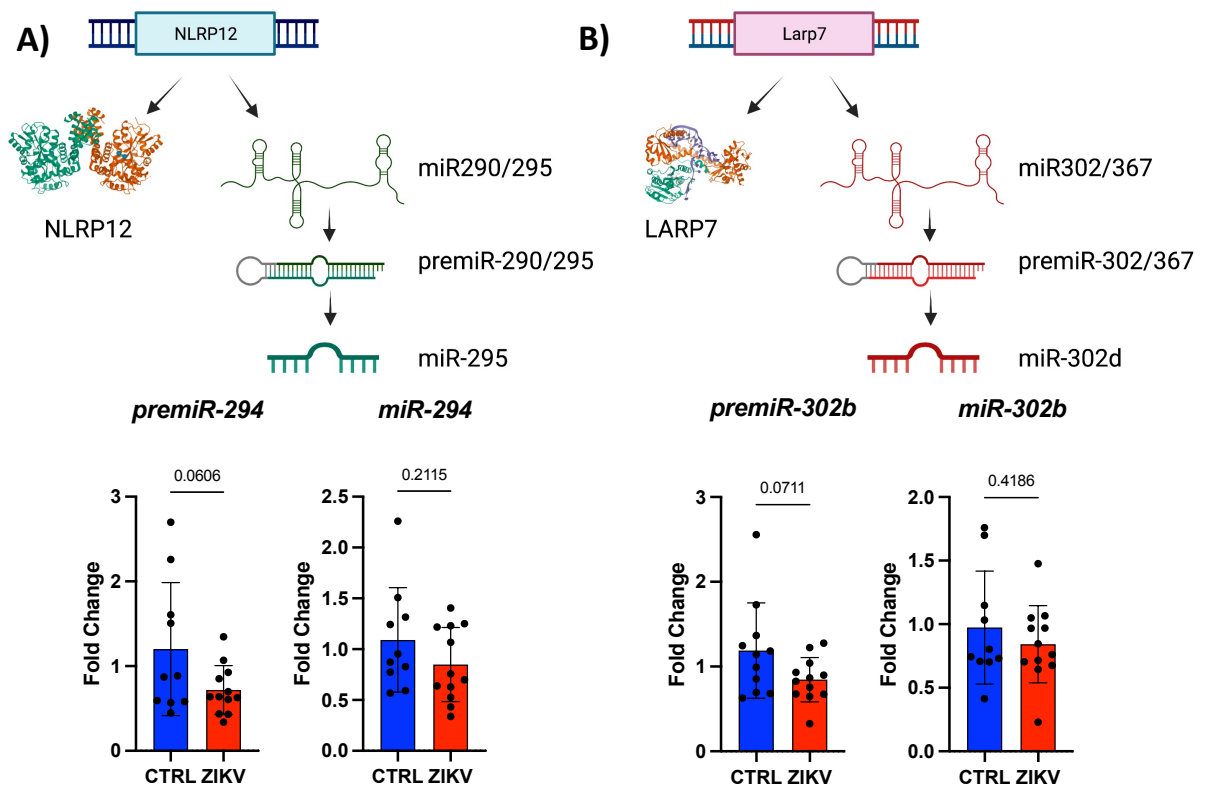 A)
NLRP12
NLRP12
miR290/295
premiR-290/295
miR-295
premiR-294
0.0606
Fold Change
3
2
1
0
CTRL ZIKV
miR-294
0.2115
Fold Change
2.5
2.0
1.5
1.0
0.5
0.0
CTRL ZIKV
B)
Larp7
LARP7
miR302/367
premiR-302/367
miR-302d
premiR-302b
0.0711
Fold Change
3
2
1
0
CTRL ZIKV
miR-302b
0.4186
Fold Change
2.0
1.5
1.0
0.5
0.0
CTRL ZIKV